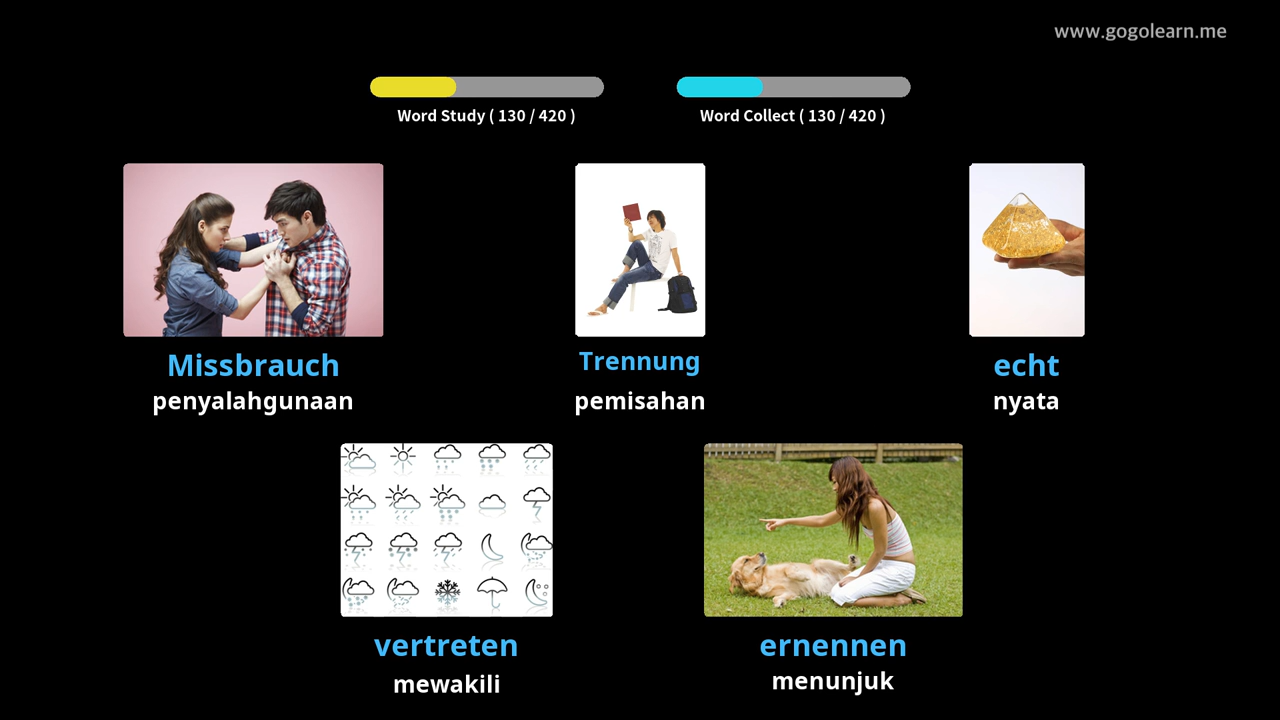 www.gogolearn.me
Word Study ( 130 / 420 )
Word Collect ( 130 / 420 )
Missbrauch
penyalahgunaan
Trennung
pemisahan
echt
nyata
vertreten
mewakili
ernennen
menunjuk